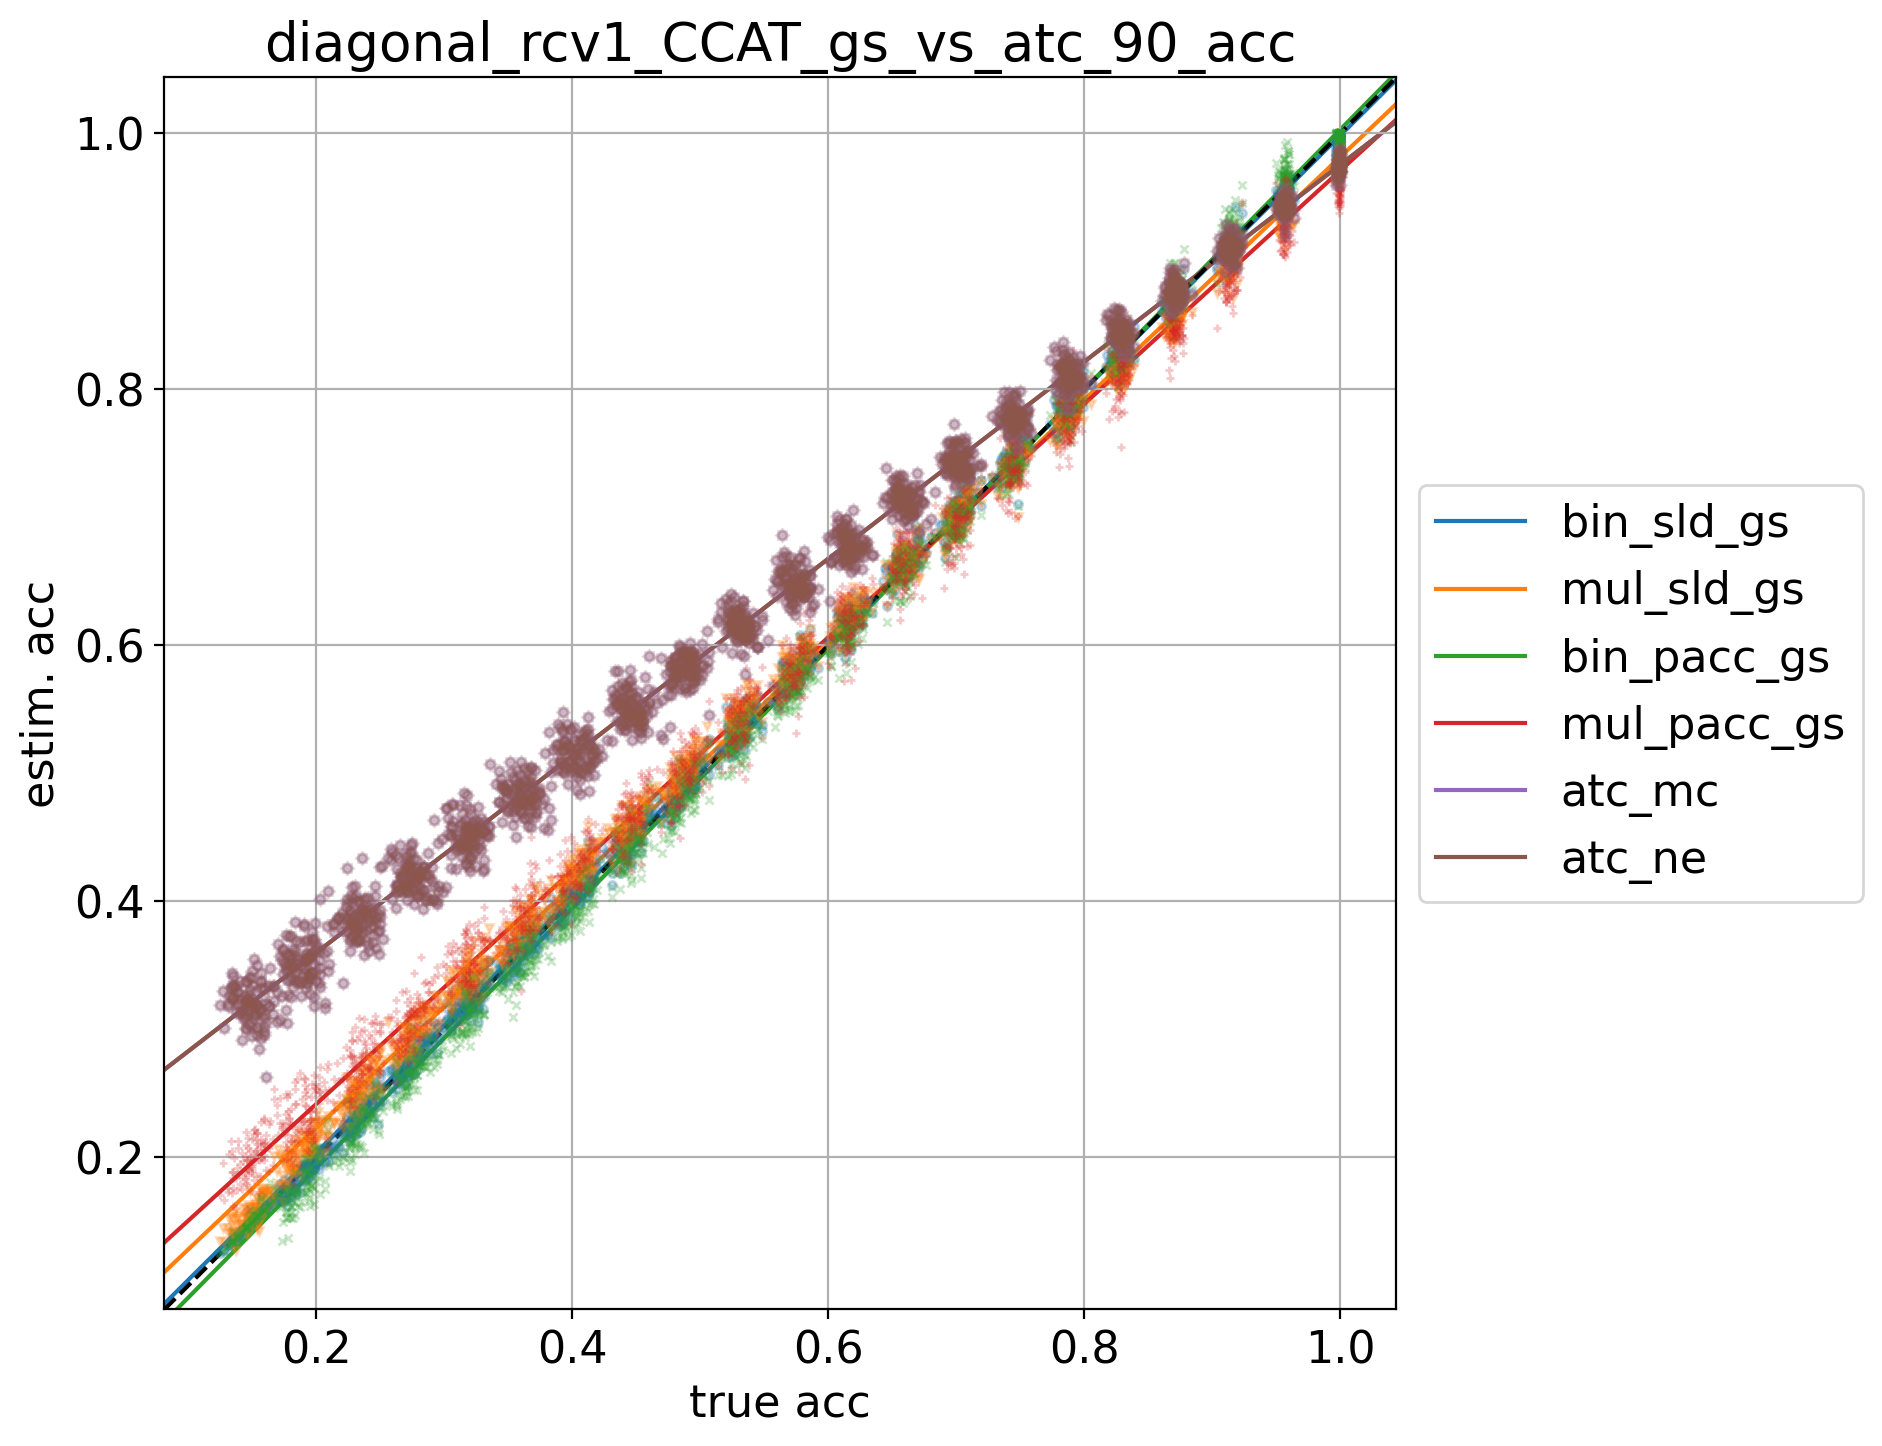 diagonal_rcv1_CCAT_gs_vs_atc_90_acc
1.0
0.8
0.6
0.4
0.2
estim. acc
0.2 0.4 0.6 0.8 1.0
true acc
bin_sld_gs
mul_sld_gs
bin_pacc_gs
mul_pacc_gs
atc_mc
atc_ne